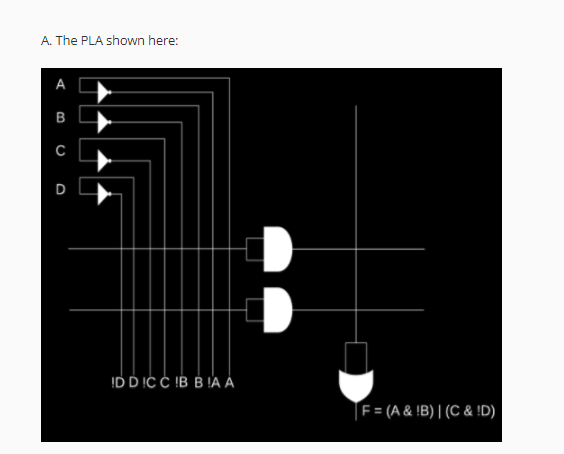 A. The PLA shown here:
A
B
C
D
!D D !C C !B B !A A
F = (A & !B) | (C & !D)